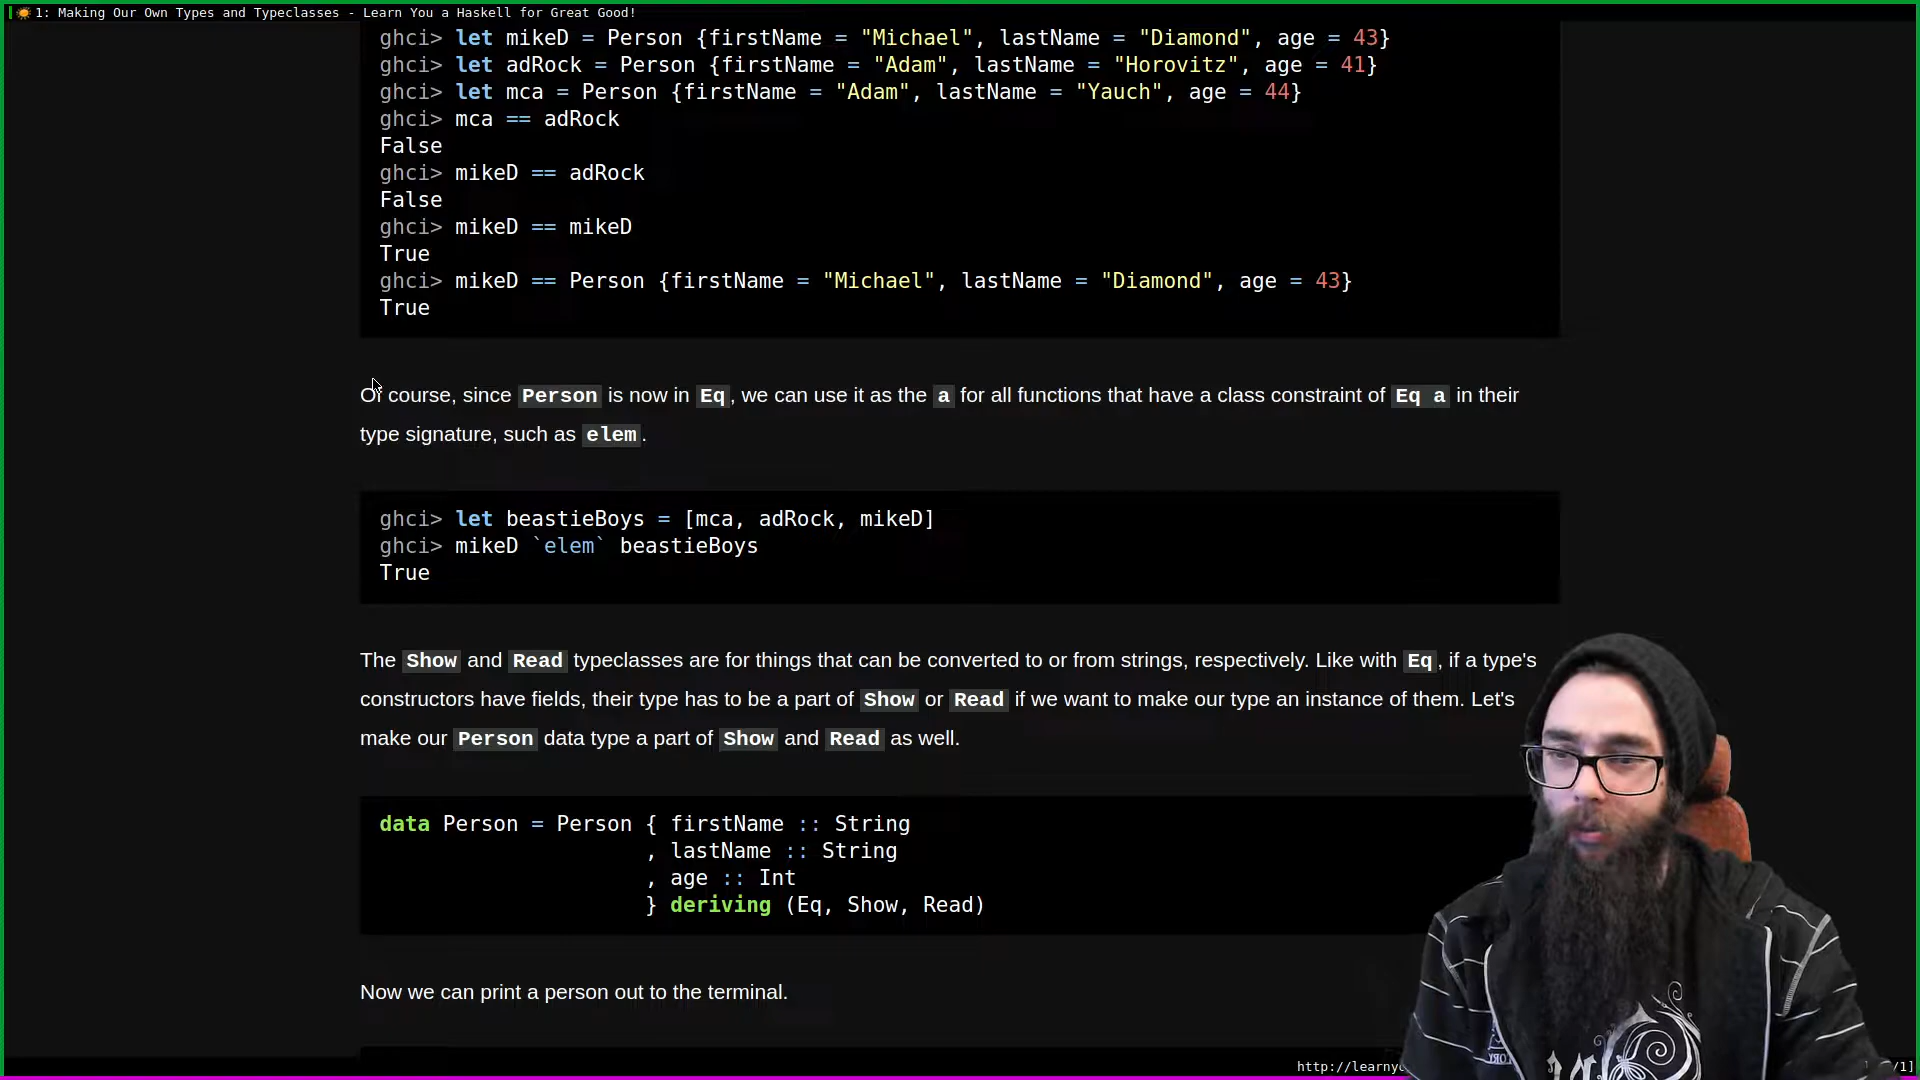 1: Making Our Own Types and Typeclasses - Learn You a Haskell for Great Good!
ghci> let mikeD = Person {firstName = "Michael", lastName = "Diamond", age = 43}
ghci> let adRock = Person {firstName = "Adam", lastName = "Horovitz", age = 41}
ghci> let mca = Person {firstName = "Adam", lastName = "Yauch", age = 44}
ghci> mca == adRock
False
ghci> mikeD == adRock
False
ghci> mikeD == mikeD
True
ghci> mikeD == Person {firstName = "Michael", lastName = "Diamond", age = 43}
True
Of course, since Person is now in Eq, we can use it as the a for all functions that have a class constraint of Eq a in their
type signature, such as elem.
ghci> let beastieBoys = [mca, adRock, mikeD]
ghci> mikeD `elem` beastieBoys
True
The Show and Read typeclasses are for things that can be converted to or from strings, respectively. Like with Eq, if a type's
constructors have fields, their type has to be a part of Show or Read if we want to make our type an instance of them. Let's
make our Person data type a part of Show and Read as well.
data Person = Person { firstName :: String
, lastName :: String
, age :: Int
} deriving (Eq, Show, Read)
Now we can print a person out to the terminal.
http://learny
/1]